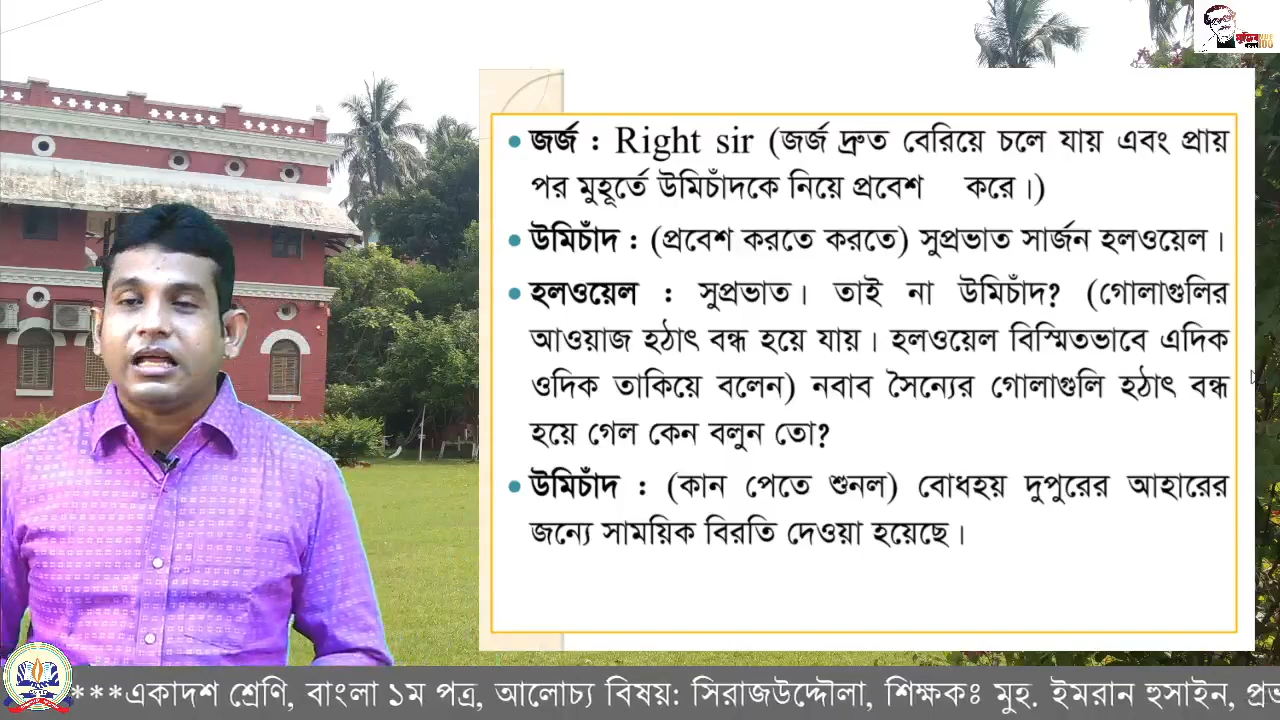 • জর্জ : Right sir (জর্জ দ্রুত বেরিয়ে চলে যায় এবং প্রায়
পর মুহূর্তে উমিচাঁদকে নিয়ে প্রবেশ করে।)
• উমিচাঁদ : (প্রবেশ করতে করতে) সুপ্রভাত সার্জন হলওয়েল।
• হলওয়েল : সুপ্রভাত। তাই না উমিচাঁদ? (গোলাগুলির
আওয়াজ হঠাৎ বন্ধ হয়ে যায়। হলওয়েল বিস্মিতভাবে এদিক
ওদিক তাকিয়ে বলেন) নবাব সৈন্যের গোলাগুলি হঠাৎ বন্ধ
হয়ে গেল কেন বলুন তো?
• উমিচাঁদ : (কান পেতে শুনল) বোধহয় দুপুরের আহারের
জন্যে সাময়িক বিরতি দেওয়া হয়েছে।
***একাদশ শ্রেণি, বাংলা ১ম পত্র, আলোচ্য বিষয়: সিরাজউদ্দৌলা, শিক্ষকঃ মুহ. ইমরান হুসাইন, প্রভ